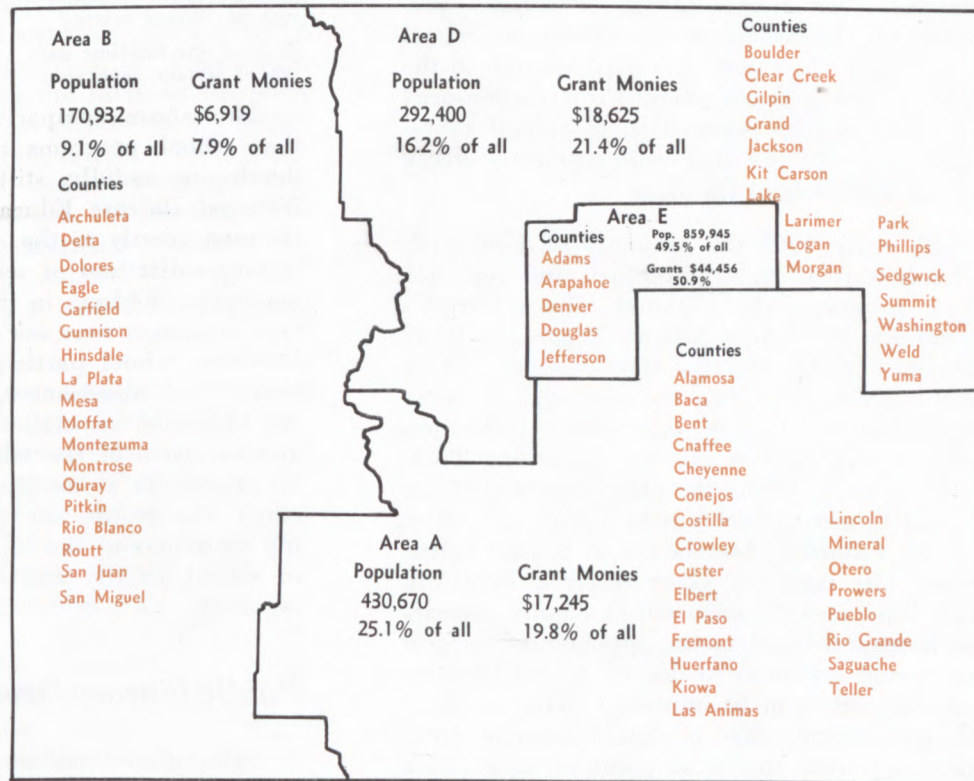 Area B
Population Grant Monies
170,932 $6,919
9.1% of all 7.9% of all
Counties
Archuleta
Delta
Dolores
Eagle
Garfield
Gunnison
Hinsdale
La Plata
Mesa
Moffat
Montezuma
Montrose
Ouray
Pitkin
Rio Blanco
Routt
San Juan
San Miguel
Area D
Population Grant Monies
292,400 $18,625
16.2% of all 21.4% of all
Counties
Boulder
Clear Creek
Gilpin
Grand
Jackson
Kit Carson
Lake
Larimer
Logan
Morgan
Park
Phillips
Sedgwick
Summit
Washington
Weld
Yuma
Area E
Pop. 859,945
49.5% of all
Grants $44,456
50.9%
Counties
Adams
Arapahoe
Denver
Douglas
Jefferson
Area A
Population Grant Monies
430,670 $17,245
25.1% of all 19.8% of all
Counties
Alamosa
Baca
Bent
Cnaffee
Cheyenne
Conejos
Costilla
Crowley
Custer
Elbert
El Paso
Fremont
Huerfano
Kiowa
Las Animas
Lincoln
Mineral
Otero
Prowers
Pueblo
Rio Grande
Saguache
Teller